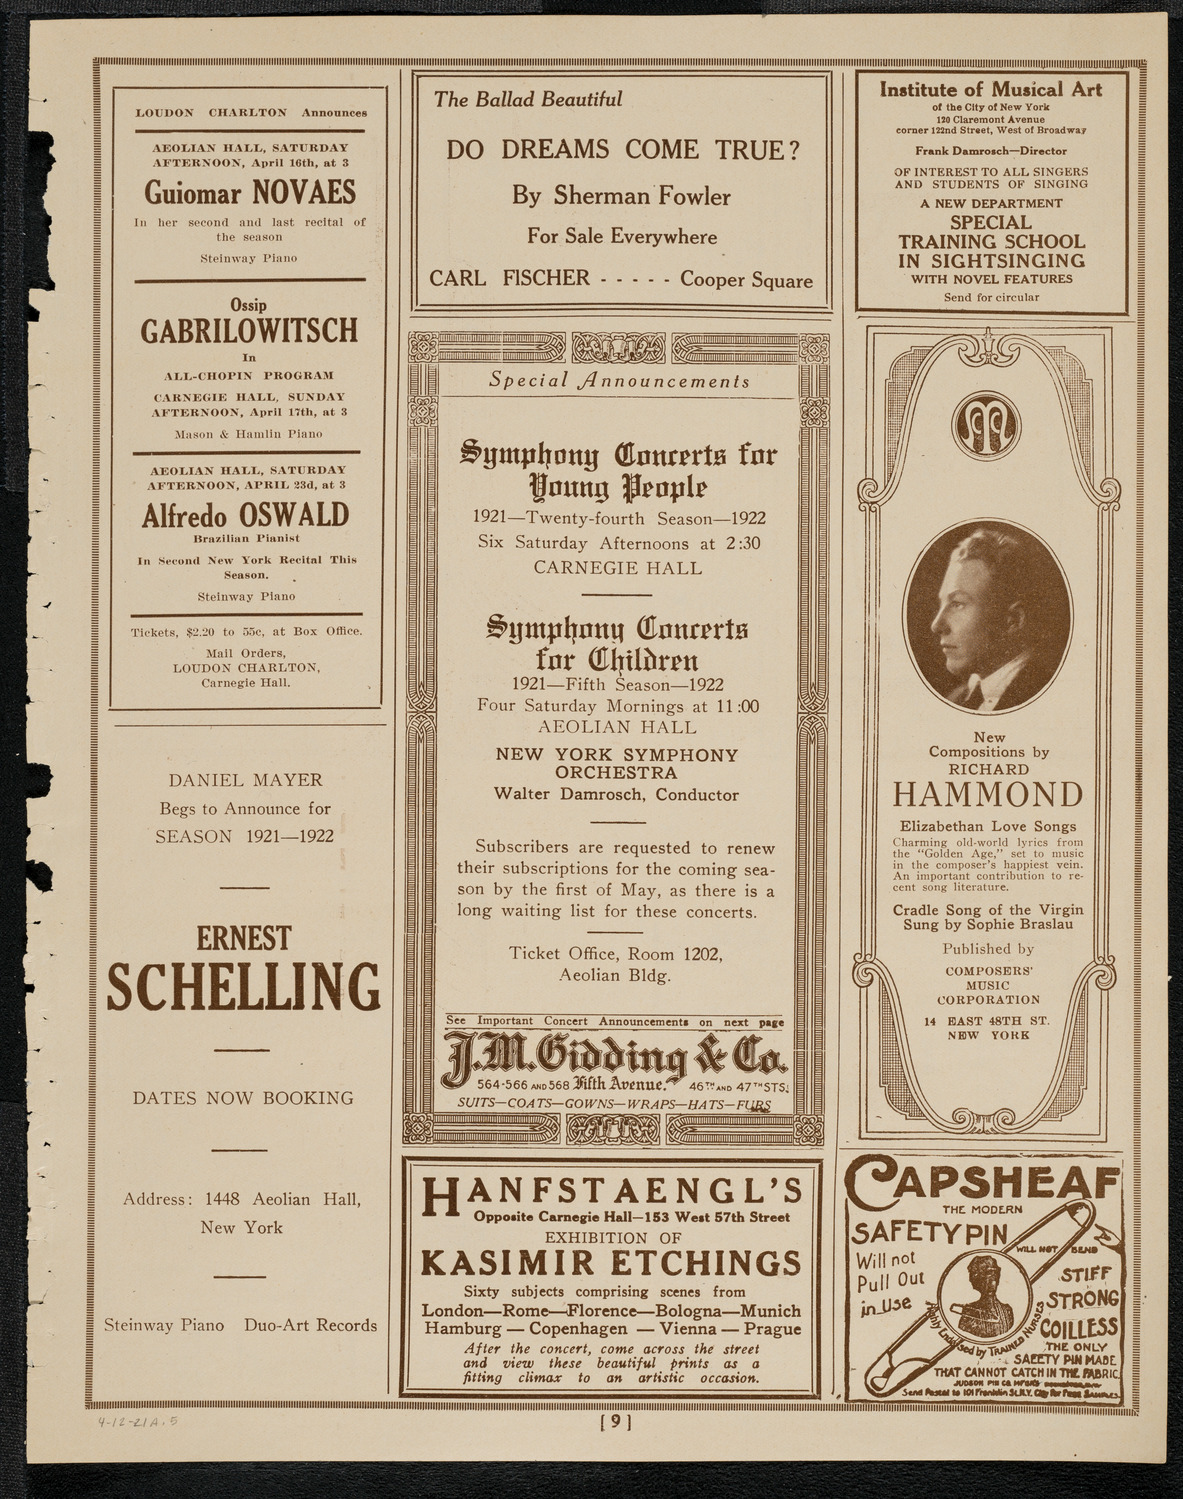 LOUDON CHARLTON Announces
AEOLIAN HALL, SATURDAY
AFTERNOON, April 16th, at 3
Guiomar NOVAES
In her second and last recital of
the season
Steinway Piano
Ossip
GABRILOWITSCH
In
ALL-CHOPIN PROGRAM
CARNEGIE HALL, SUNDAY
AFTERNOON, April 17th, at 3
Mason & Hamlin Piano
AEOLIAN HALL, SATURDAY
AFTERNOON, APRIL 23d, at 3
Alfredo OSWALD
Brazilian Pianist
In Second New York Recital This
Season.
Steinway Piano
Tickets, $2.20 to 55c, at Box Office.
Mail Orders,
LOUDON CHARLTON,
Carnegie Hall.
DANIEL MAYER
Begs to Announce for
SEASON 1921—1922
ERNEST
SCHELLING
DATES NOW BOOKING
Address: 1448 Aeolian Hall,
New York
Steinway Piano Duo-Art Records
The Ballad Beautiful
DO DREAMS COME TRUE?
By Sherman Fowler
For Sale Everywhere
CARL FISCHER - - - - - Cooper Square
Special Announcements
Symphony Concerts for
Young People
1921—Twenty-fourth Season—1922
Six Saturday Afternoons at 2:30
CARNEGIE HALL
Symphony Concerts
for Children
1921—Fifth Season—1922
Four Saturday Mornings at 11:00
AEOLIAN HALL
NEW YORK SYMPHONY
ORCHESTRA
Walter Damrosch, Conductor
Subscribers are requested to renew
their subscriptions for the coming sea-
son by the first of May, as there is a
long waiting list for these concerts.
Ticket Office, Room 1202,
Aeolian Bldg.
See Important Concert Announcements on next page
J.M. Gidding & Co.
564-566 AND 568 Fifth Avenue. 46TH AND 47TH STS.
SUITS—COATS—GOWNS—WRAPS—HATS—FURS
HANFSTAENGL'S
Opposite Carnegie Hall—153 West 57th Street
EXHIBITION OF
KASIMIR ETCHINGS
Sixty subjects comprising scenes from
London—Rome—Florence—Bologna—Munich
Hamburg — Copenhagen — Vienna — Prague
After the concert, come across the street
and view these beautiful prints as a
fitting climax to an artistic occasion.
Institute of Musical Art
of the City of New York
120 Claremont Avenue
corner 122nd Street, West of Broadway
Frank Damrosch—Director
OF INTEREST TO ALL SINGERS
AND STUDENTS OF SINGING
A NEW DEPARTMENT
SPECIAL
TRAINING SCHOOL
IN SIGHTSINGING
WITH NOVEL FEATURES
Send for circular
New
Compositions by
RICHARD
HAMMOND
Elizabethan Love Songs
Charming old-world lyrics from
the "Golden Age," set to music
in the composer's happiest vein.
An important contribution to re-
cent song literature.
Cradle Song of the Virgin
Sung by Sophie Braslau
Published by
COMPOSERS'
MUSIC
CORPORATION
14 EAST 48TH ST.
NEW YORK
CAPSHEAF
THE MODERN
SAFETY PIN
WILL NOT BEND
Will not
Pull Out
in Use
STIFF
STRONG
COILLESS
Highly Endorsed by TRAINED NURSES
THE ONLY
SAFETY PIN MADE
THAT CANNOT CATCH IN THE FABRIC.
JUDSON PIN CO. MFGRS
Send Postal to 101 Franklin St. N.Y. City for Free Samples
4-12-21A.5
[ 9 ]